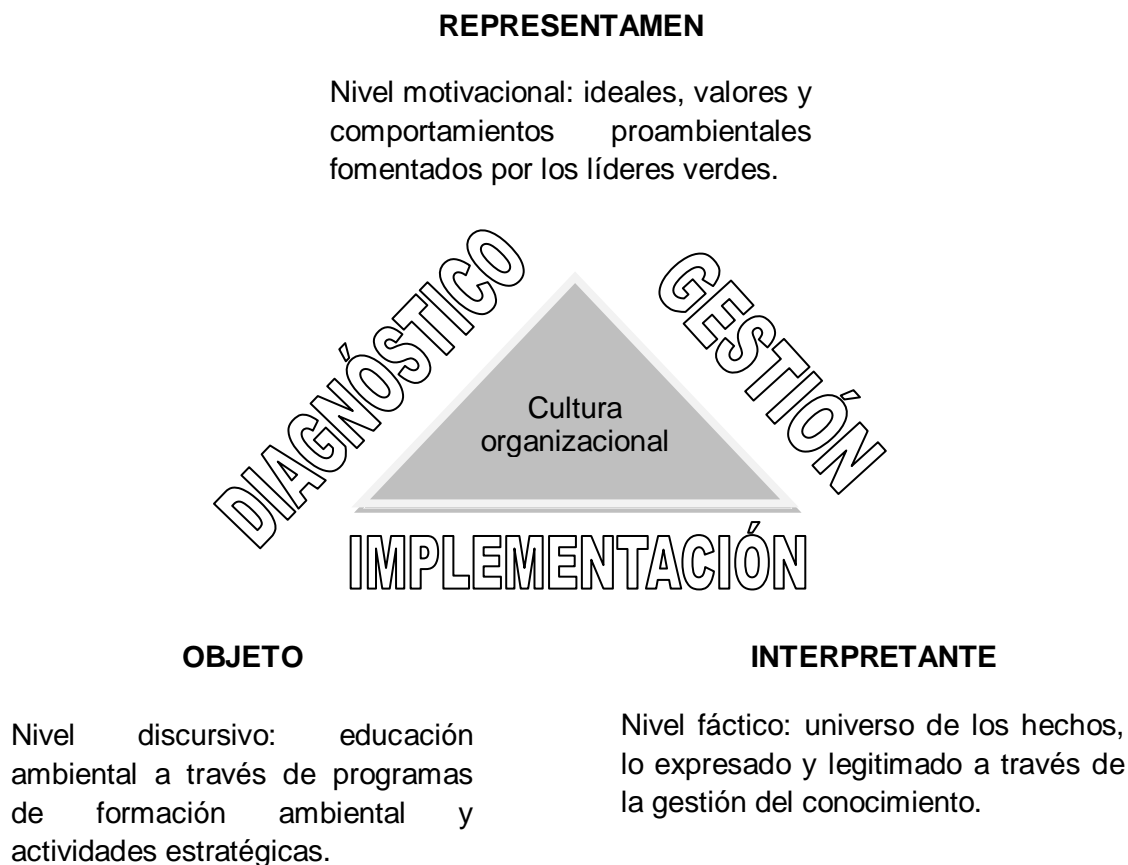 REPRESENTAMEN
Nivel motivacional: ideales, valores y
comportamientos proambientales
fomentados por los líderes verdes.
DIAGNÓSTICO
GESTIÓN
Cultura
organizacional
IMPLEMENTACIÓN
OBJETO
Nivel discursivo: educación
ambiental a través de programas
de formación ambiental y
actividades estratégicas.
INTERPRETANTE
Nivel fáctico: universo de los hechos,
lo expresado y legitimado a través de
la gestión del conocimiento.